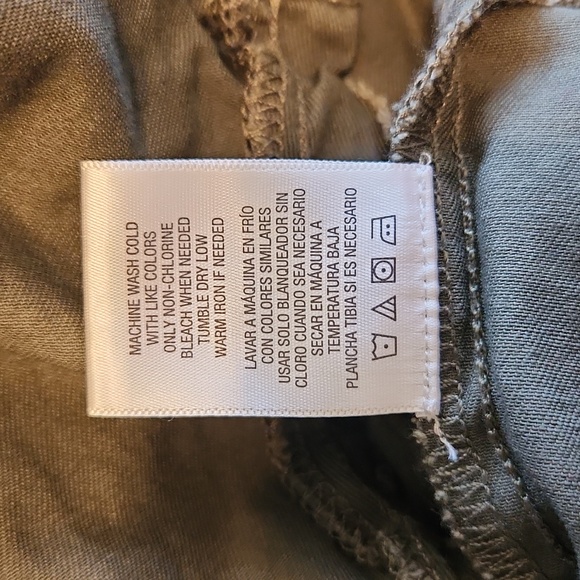 MACHINE WASH COLD
WITH LIKE COLORS
ONLY NON-CHLORINE
BLEACH WHEN NEEDED
TUMBLE DRY LOW
WARM IRON IF NEEDED
LAVAR A MÁQUINA EN FRÍO
CON COLORES SIMILARES
USAR SOLO BLANQUEADOR SIN
CLORO CUANDO SEA NECESARIO
SECAR EN MÁQUINA A
TEMPERATURA BAJA
PLANCHA TIBIA SI ES NECESARIO